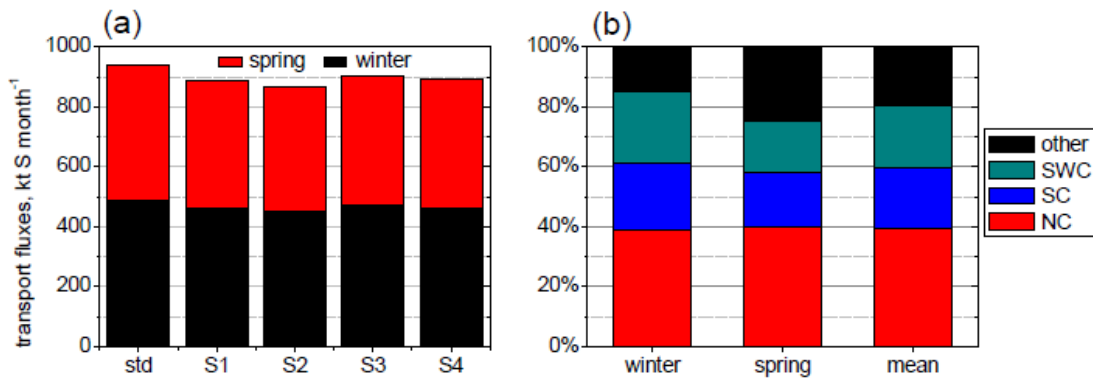 (a)
transport fluxes, kt S month⁻¹
1000
800
600
400
200
0
spring winter
std S1 S2 S3 S4
(b)
100%
80%
60%
40%
20%
0%
winter spring mean
other
SWC
SC
NC